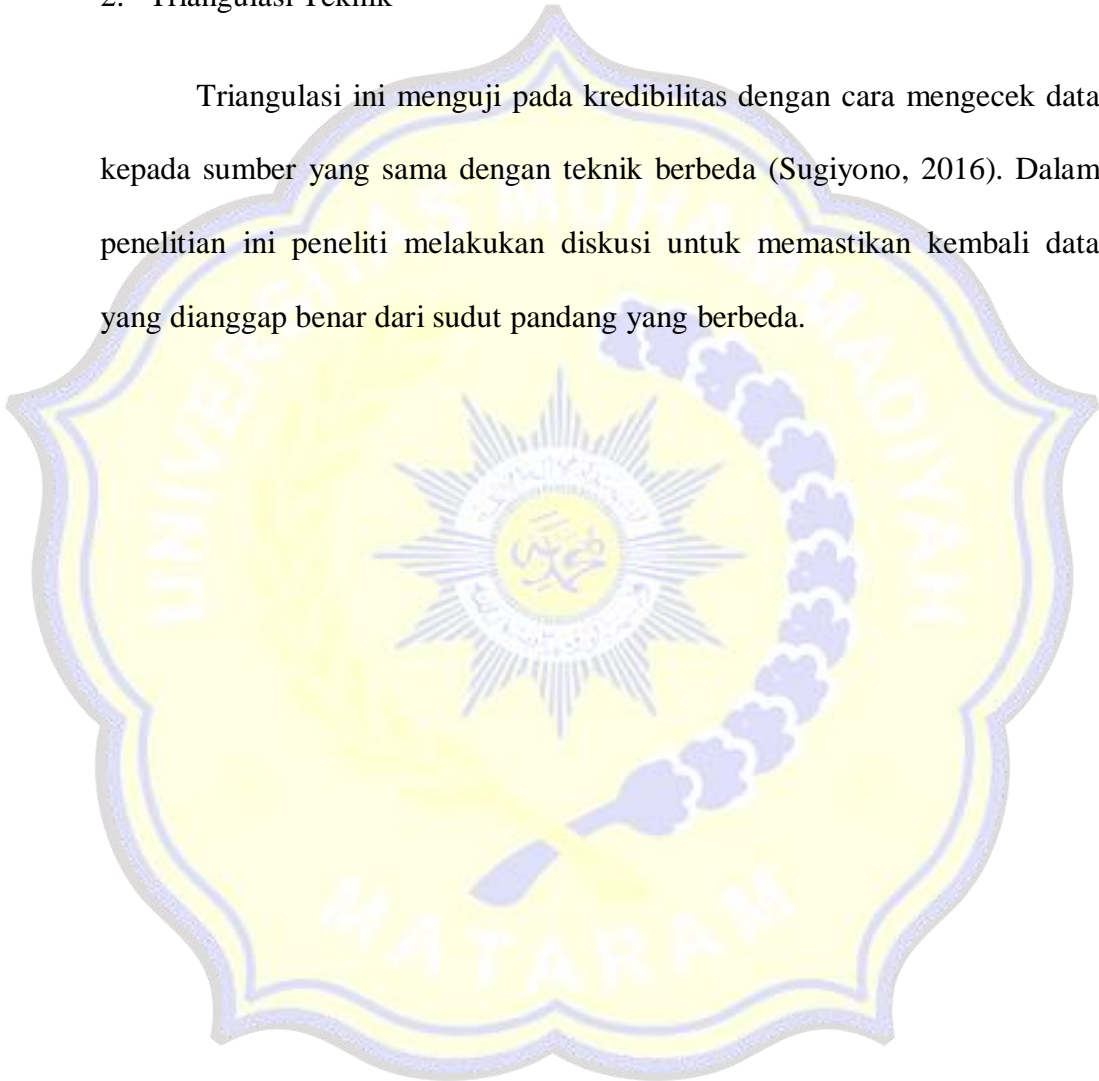 2. Triangulasi Teknik
Triangulasi ini menguji pada kredibilitas dengan cara mengecek data
kepada sumber yang sama dengan teknik berbeda (Sugiyono, 2016). Dalam
penelitian ini peneliti melakukan diskusi untuk memastikan kembali data
yang dianggap benar dari sudut pandang yang berbeda.
UNIVERSITAS MUHAMMADIYAH
MATARAM